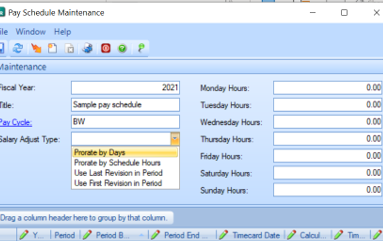 Pay Schedule Maintenance
ile Window Help
Maintenance
Fiscal Year: 2021 Monday Hours: 0.00
Title: Sample pay schedule Tuesday Hours: 0.00
Pay Cycle: BW Wednesday Hours: 0.00
Salary Adjust Type: Thursday Hours: 0.00
Prorate by Days
Prorate by Schedule Hours Friday Hours: 0.00
Use Last Revision in Period Saturday Hours: 0.00
Use First Revision in Period Sunday Hours: 0.00
Drag a column header here to group by that column.
Y... Period Period B... Period End ... Timecard Date Calcul... Tim...